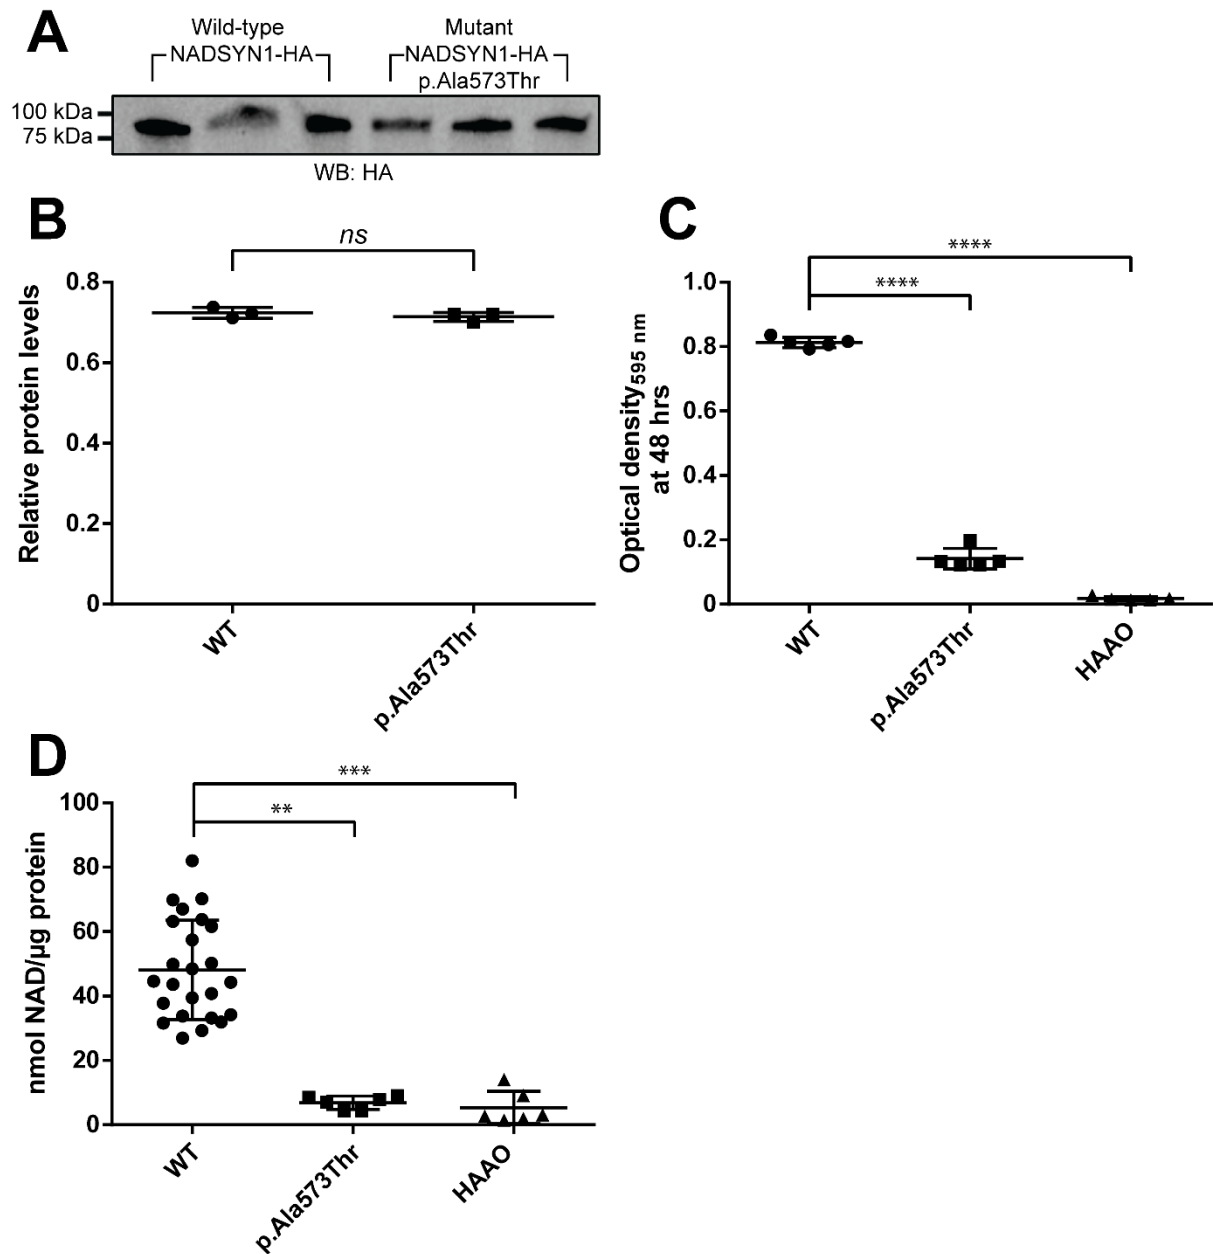 A
Wild-type
NADSYN1-HA
Mutant
NADSYN1-HA
p.Ala573Thr
100 kDa
75 kDa
WB: HA
B
ns
Relative protein levels
0.8
0.6
0.4
0.2
0
WT
p.Ala573Thr
C
****
****
Optical density595 nm
at 48 hrs
1.0
0.8
0.6
0.4
0.2
0
WT
p.Ala573Thr
HAAO
D
***
**
nmol NAD/µg protein
100
80
60
40
20
0
WT
p.Ala573Thr
HAAO